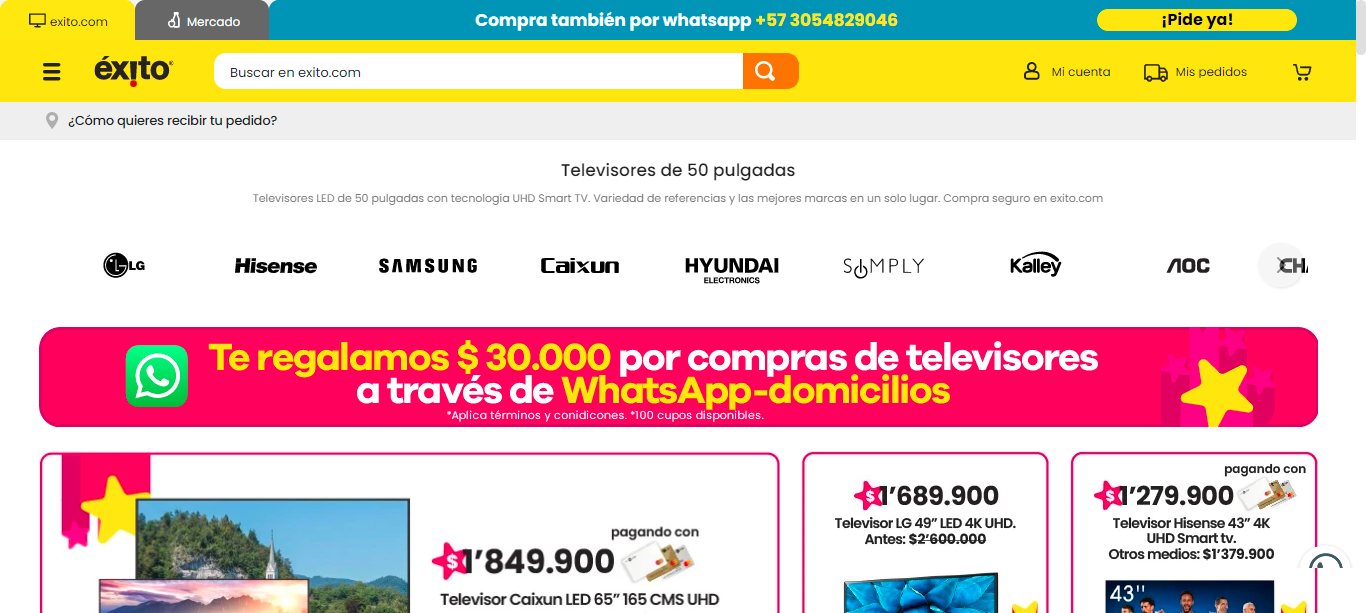 exito.com
Mercado
Compra también por whatsapp +57 3054829046
¡Pide ya!
éxito
Buscar en exito.com
Mi cuenta
Mis pedidos
¿Cómo quieres recibir tu pedido?
Televisores de 50 pulgadas
Televisores LED de 50 pulgadas con tecnología UHD Smart TV. Variedad de referencias y las mejores marcas en un solo lugar. Compra seguro en exito.com
LG
Hisense
SAMSUNG
Caixun
HYUNDAI
ELECTRONICS
SIMPLY
Kalley
AOC
Te regalamos $ 30.000 por compras de televisores
a través de WhatsApp-domicilios
*Aplica términos y conidicones. *100 cupos disponibles.
pagando con
$1’849.900
Televisor Caixun LED 65” 165 CMS UHD
$1’689.900
Televisor LG 49” LED 4K UHD.
Antes: $2’600.000
pagando con
$1’279.900
Televisor Hisense 43” 4K
UHD Smart tv.
Otros medios: $1’379.900
43"